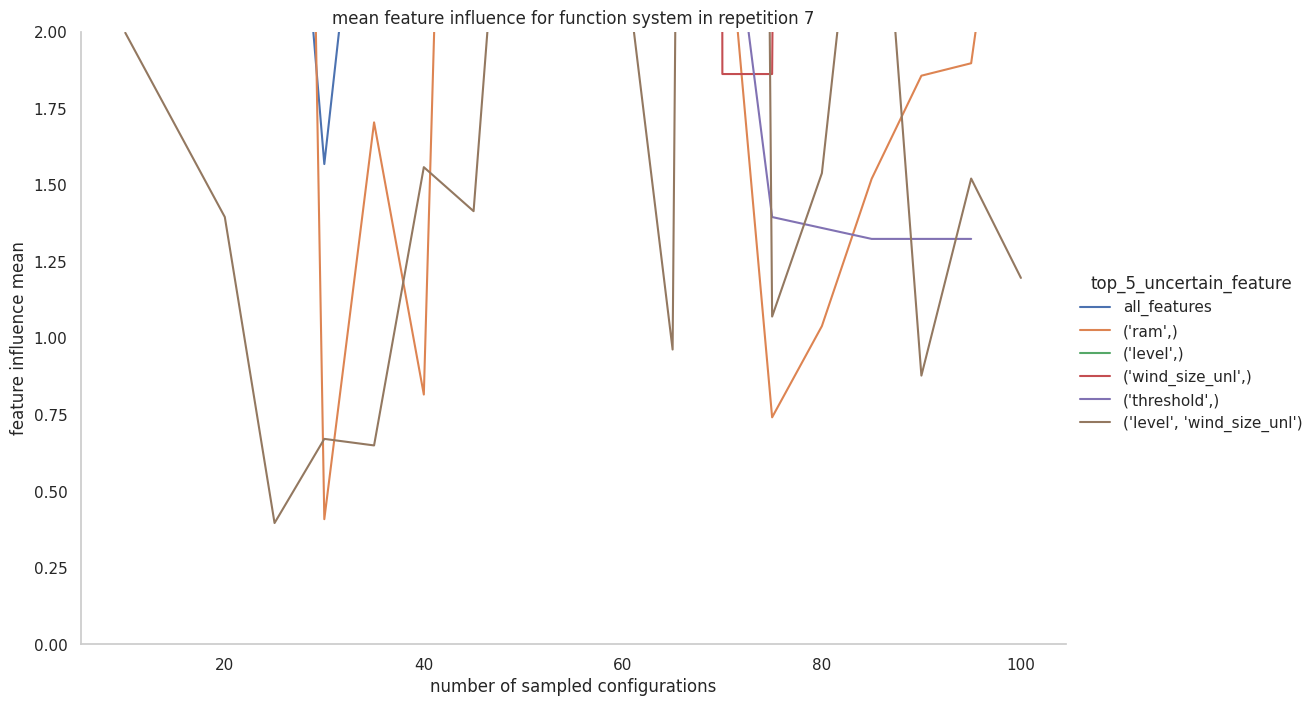 mean feature influence for function system in repetition 7
2.00
1.75
1.50
1.25
1.00
0.75
0.50
0.25
0.00
feature influence mean
20
40
60
80
100
number of sampled configurations
top_5_uncertain_feature
all_features
('ram',)
('level',)
('wind_size_unl',)
('threshold',)
('level', 'wind_size_unl')